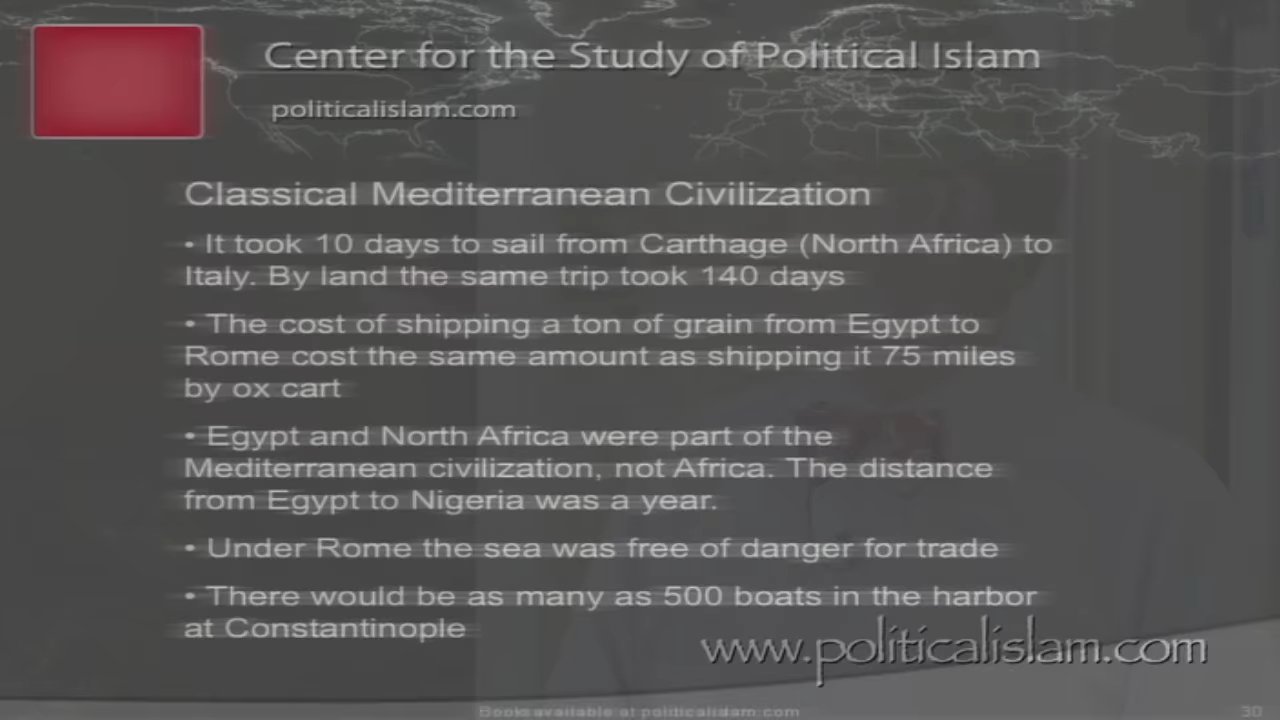 Center for the Study of Political Islam
politicalislam.com
Classical Mediterranean Civilization
• It took 10 days to sail from Carthage (North Africa) to
Italy. By land the same trip took 140 days
• The cost of shipping a ton of grain from Egypt to
Rome cost the same amount as shipping it 75 miles
by ox cart
• Egypt and North Africa were part of the
Mediterranean civilization, not Africa. The distance
from Egypt to Nigeria was a year.
• Under Rome the sea was free of danger for trade
• There would be as many as 500 boats in the harbor
at Constantinople
www.politicalislam.com
Books available at politicalislam.com
30